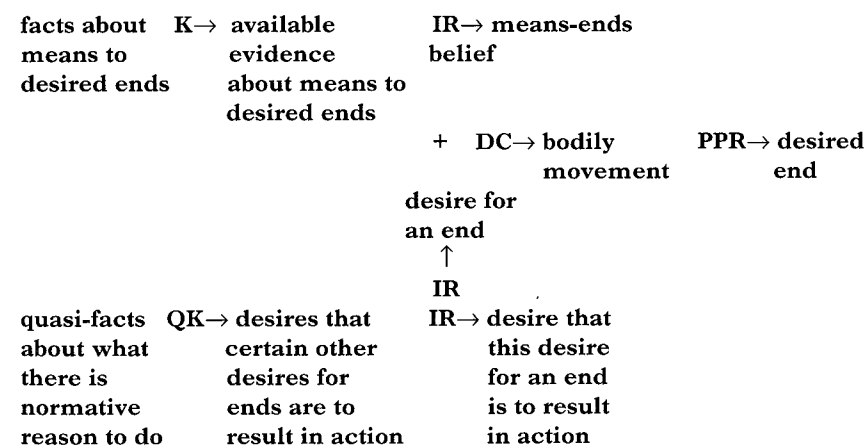 facts about K→ available IR→ means-ends
means to evidence belief
desired ends about means to
desired ends
+ DC→ bodily PPR→ desired
movement end
desire for
an end
↑
IR
quasi-facts QK→ desires that IR→ desire that
about what certain other this desire
there is desires for for an end
normative ends are to is to result
reason to do result in action in action